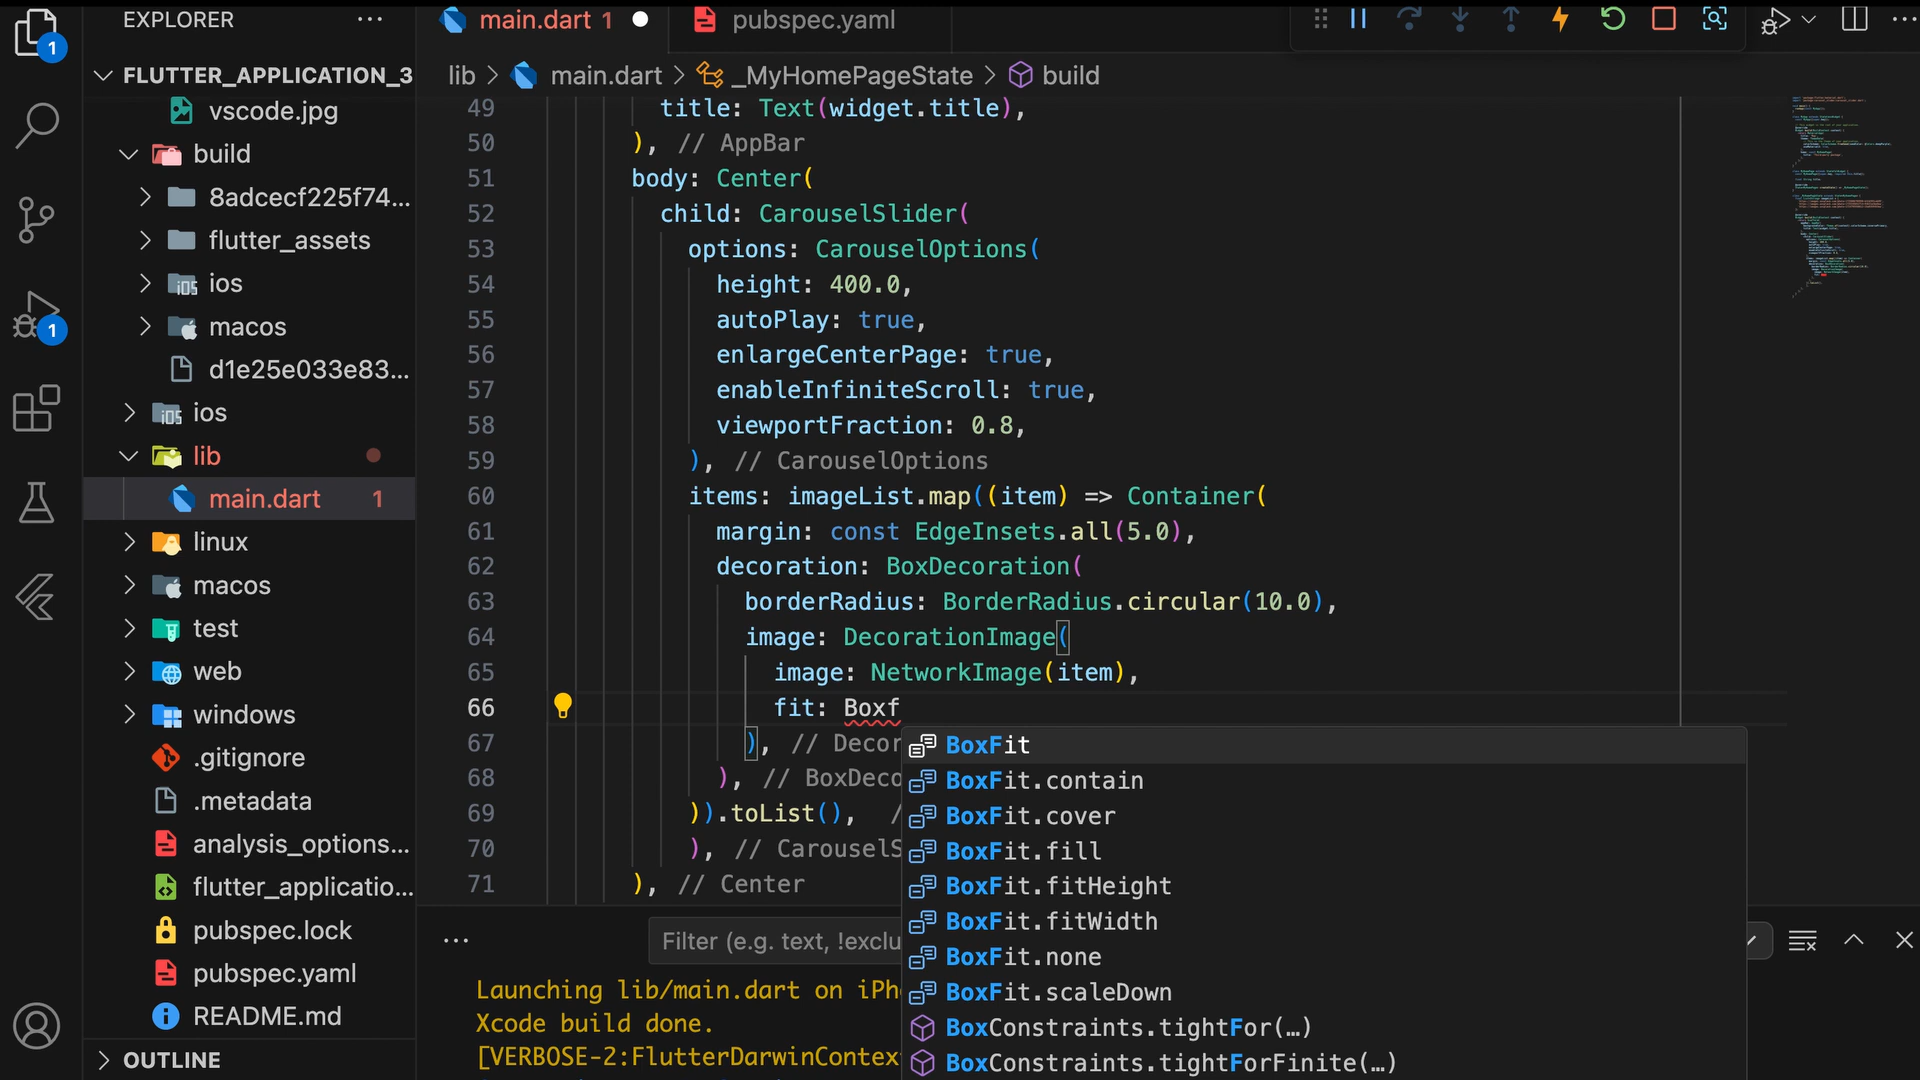 EXPLORER
main.dart 1
pubspec.yaml
1
FLUTTER_APPLICATION_3
lib > main.dart > _MyHomePageState > build
vscode.jpg
build
8adcecf225f74...
flutter_assets
ios
macos
d1e25e033e83...
ios
lib
main.dart 1
linux
macos
test
web
windows
.gitignore
.metadata
analysis_options...
flutter_applicatio...
pubspec.lock
pubspec.yaml
README.md
OUTLINE
1
49 title: Text(widget.title),
50 ), // AppBar
51 body: Center(
52 child: CarouselSlider(
53 options: CarouselOptions(
54 height: 400.0,
55 autoPlay: true,
56 enlargeCenterPage: true,
57 enableInfiniteScroll: true,
58 viewportFraction: 0.8,
59 ), // CarouselOptions
60 items: imageList.map((item) => Container(
61 margin: const EdgeInsets.all(5.0),
62 decoration: BoxDecoration(
63 borderRadius: BorderRadius.circular(10.0),
64 image: DecorationImage(
65 image: NetworkImage(item),
66 fit: Boxf
67 ), // Decor
68 ), // BoxDeco
69 )).toList(), /
70 ), // CarouselS
71 ), // Center
BoxFit
BoxFit.contain
BoxFit.cover
BoxFit.fill
BoxFit.fitHeight
BoxFit.fitWidth
BoxFit.none
BoxFit.scaleDown
BoxConstraints.tightFor(…)
BoxConstraints.tightForFinite(…)
Filter (e.g. text, !exclu
Launching lib/main.dart on iPh
Xcode build done.
[VERBOSE-2:FlutterDarwinContex